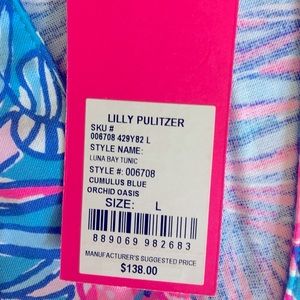 LILLY PULITZER
SKU #
006708 429Y82 L
STYLE NAME:
LUNA BAY TUNIC
STYLE #: 006708
CUMULUS BLUE
ORCHID OASIS
SIZE: L
889069 982683
MANUFACTURER'S SUGGESTED PRICE
$138.00